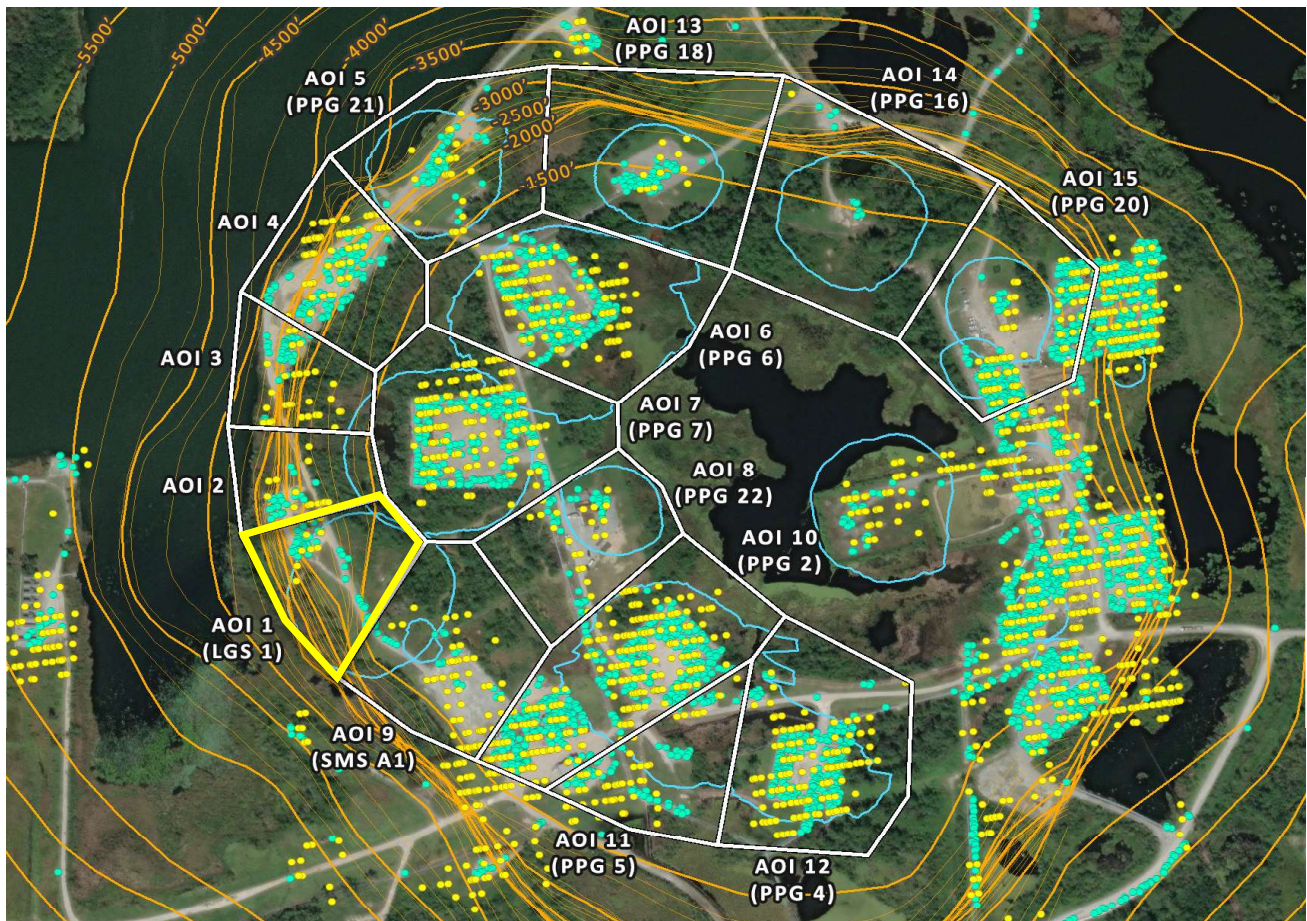 -5500'
-5000'
-4500'
-4000'
-3500'
-3000'
-2500'
-2000'
-1500'
AOI 13
(PPG 18)
AOI 5
(PPG 21)
AOI 14
(PPG 16)
AOI 15
(PPG 20)
AOI 4
AOI 3
AOI 6
(PPG 6)
AOI 7
(PPG 7)
AOI 2
AOI 8
(PPG 22)
AOI 10
(PPG 2)
AOI 1
(LGS 1)
AOI 9
(SMS A1)
AOI 11
(PPG 5)
AOI 12
(PPG 4)